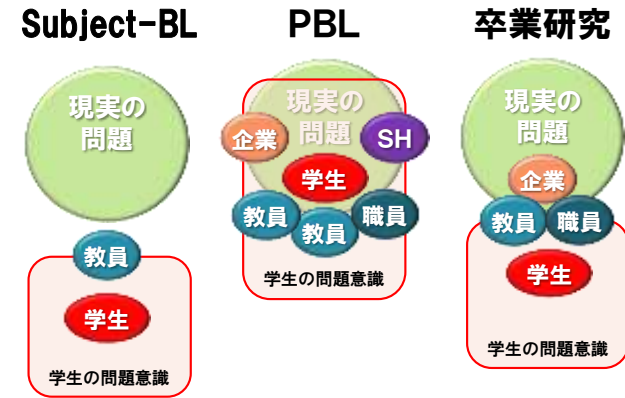 Subject-BL
現実の
問題
教員
学生
学生の問題意識
PBL
現実の
問題
企業
SH
学生
教員
教員
職員
学生の問題意識
卒業研究
現実の
問題
企業
教員
職員
学生
学生の問題意識